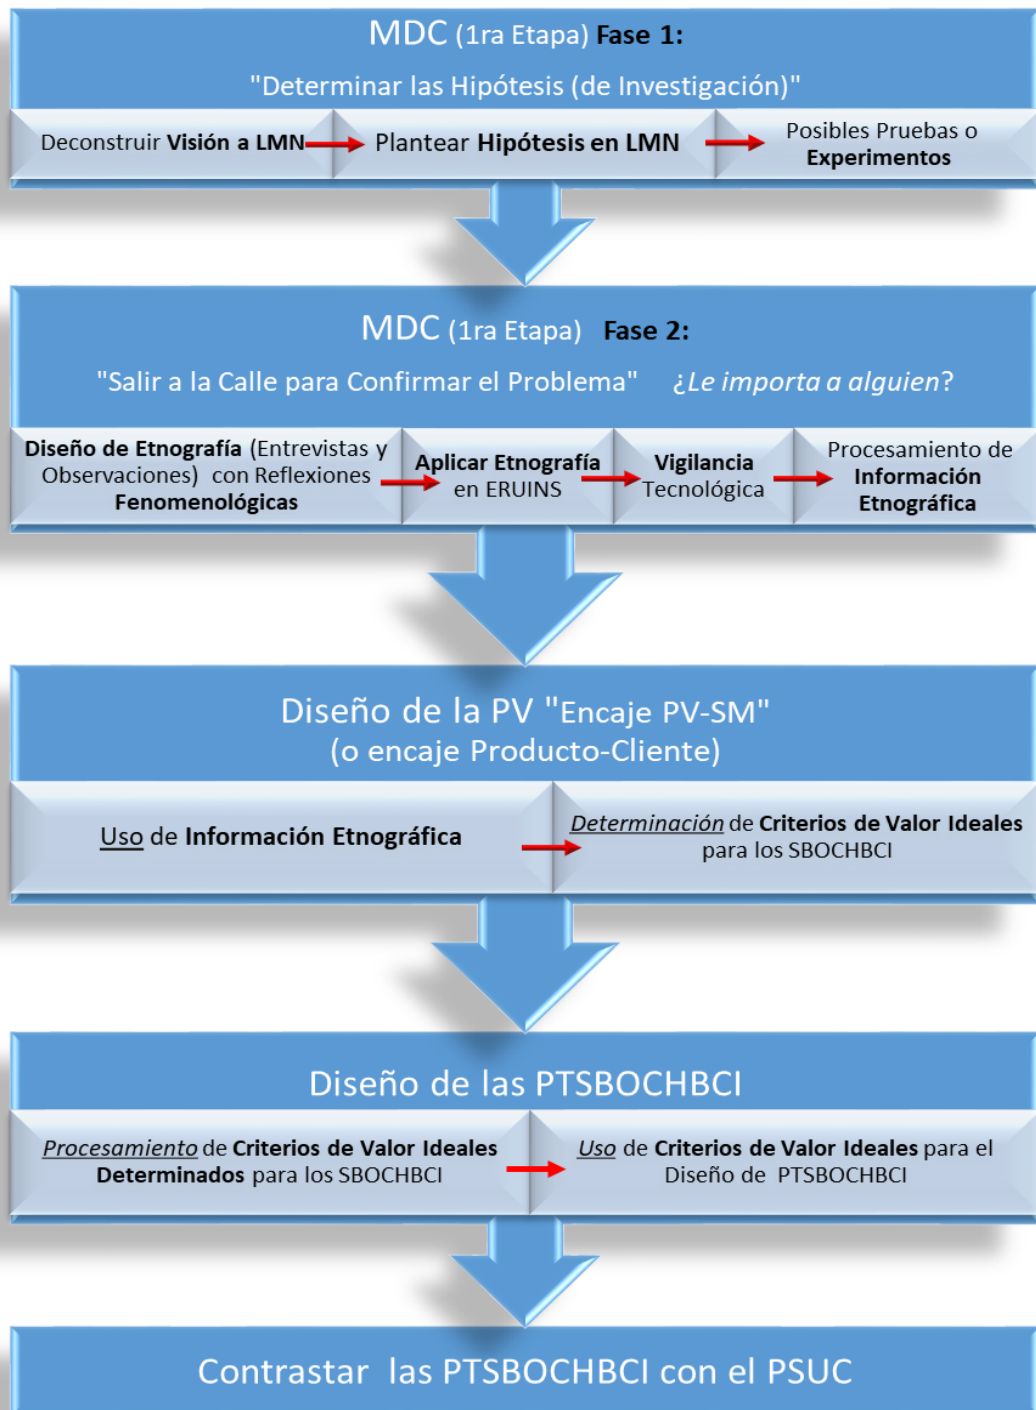 MDC (1ra Etapa) Fase 1:
"Determinar las Hipótesis (de Investigación)"
Deconstruir Visión a LMN
Plantear Hipótesis en LMN
Posibles Pruebas o
Experimentos
MDC (1ra Etapa) Fase 2:
"Salir a la Calle para Confirmar el Problema" ¿Le importa a alguien?
Diseño de Etnografía (Entrevistas y
Observaciones) con Reflexiones
Fenomenológicas
Aplicar Etnografía
en ERUINS
Vigilancia
Tecnológica
Procesamiento de
Información
Etnográfica
Diseño de la PV "Encaje PV-SM"
(o encaje Producto-Cliente)
Uso de Información Etnográfica
Determinación de Criterios de Valor Ideales
para los SBOCHBCI
Diseño de las PTSBOCHBCI
Procesamiento de Criterios de Valor Ideales
Determinados para los SBOCHBCI
Uso de Criterios de Valor Ideales para el
Diseño de PTSBOCHBCI
Contrastar las PTSBOCHBCI con el PSUC